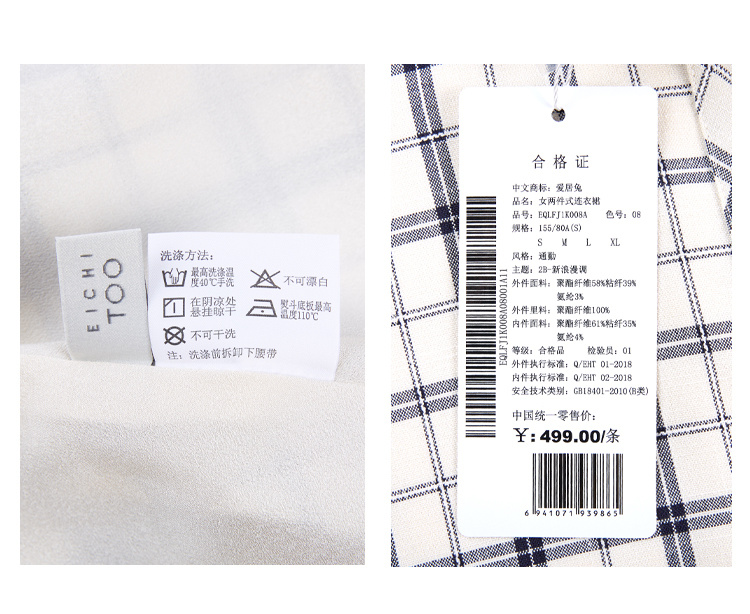 EICHI
TOO
洗涤方法：
最高洗涤温
度40℃手洗
不可漂白
在阴凉处
悬挂晾干
熨斗底板最高
温度110℃
不可干洗
注：洗涤前拆卸下腰带
合格证
中文商标：爱居兔
品名：女两件式连衣裙
品号：EQLFJ1K008A 色号：08
规格：155/80A(S)
S M L XL
风格：通勤
主题：2B-新浪漫调
外件面料：聚酯纤维58%粘纤39%
氨纶3%
外件里料：聚酯纤维100%
内件面料：聚酯纤维61%粘纤35%
氨纶4%
等级：合格品 检验员：01
外件执行标准：Q/EHT 01-2018
内件执行标准：Q/EHT 02-2018
安全技术类别：GB18401-2010(B类)
中国统一零售价：
¥：499.00/条
6 941071 939865
EQLFJ1K008A08001A11